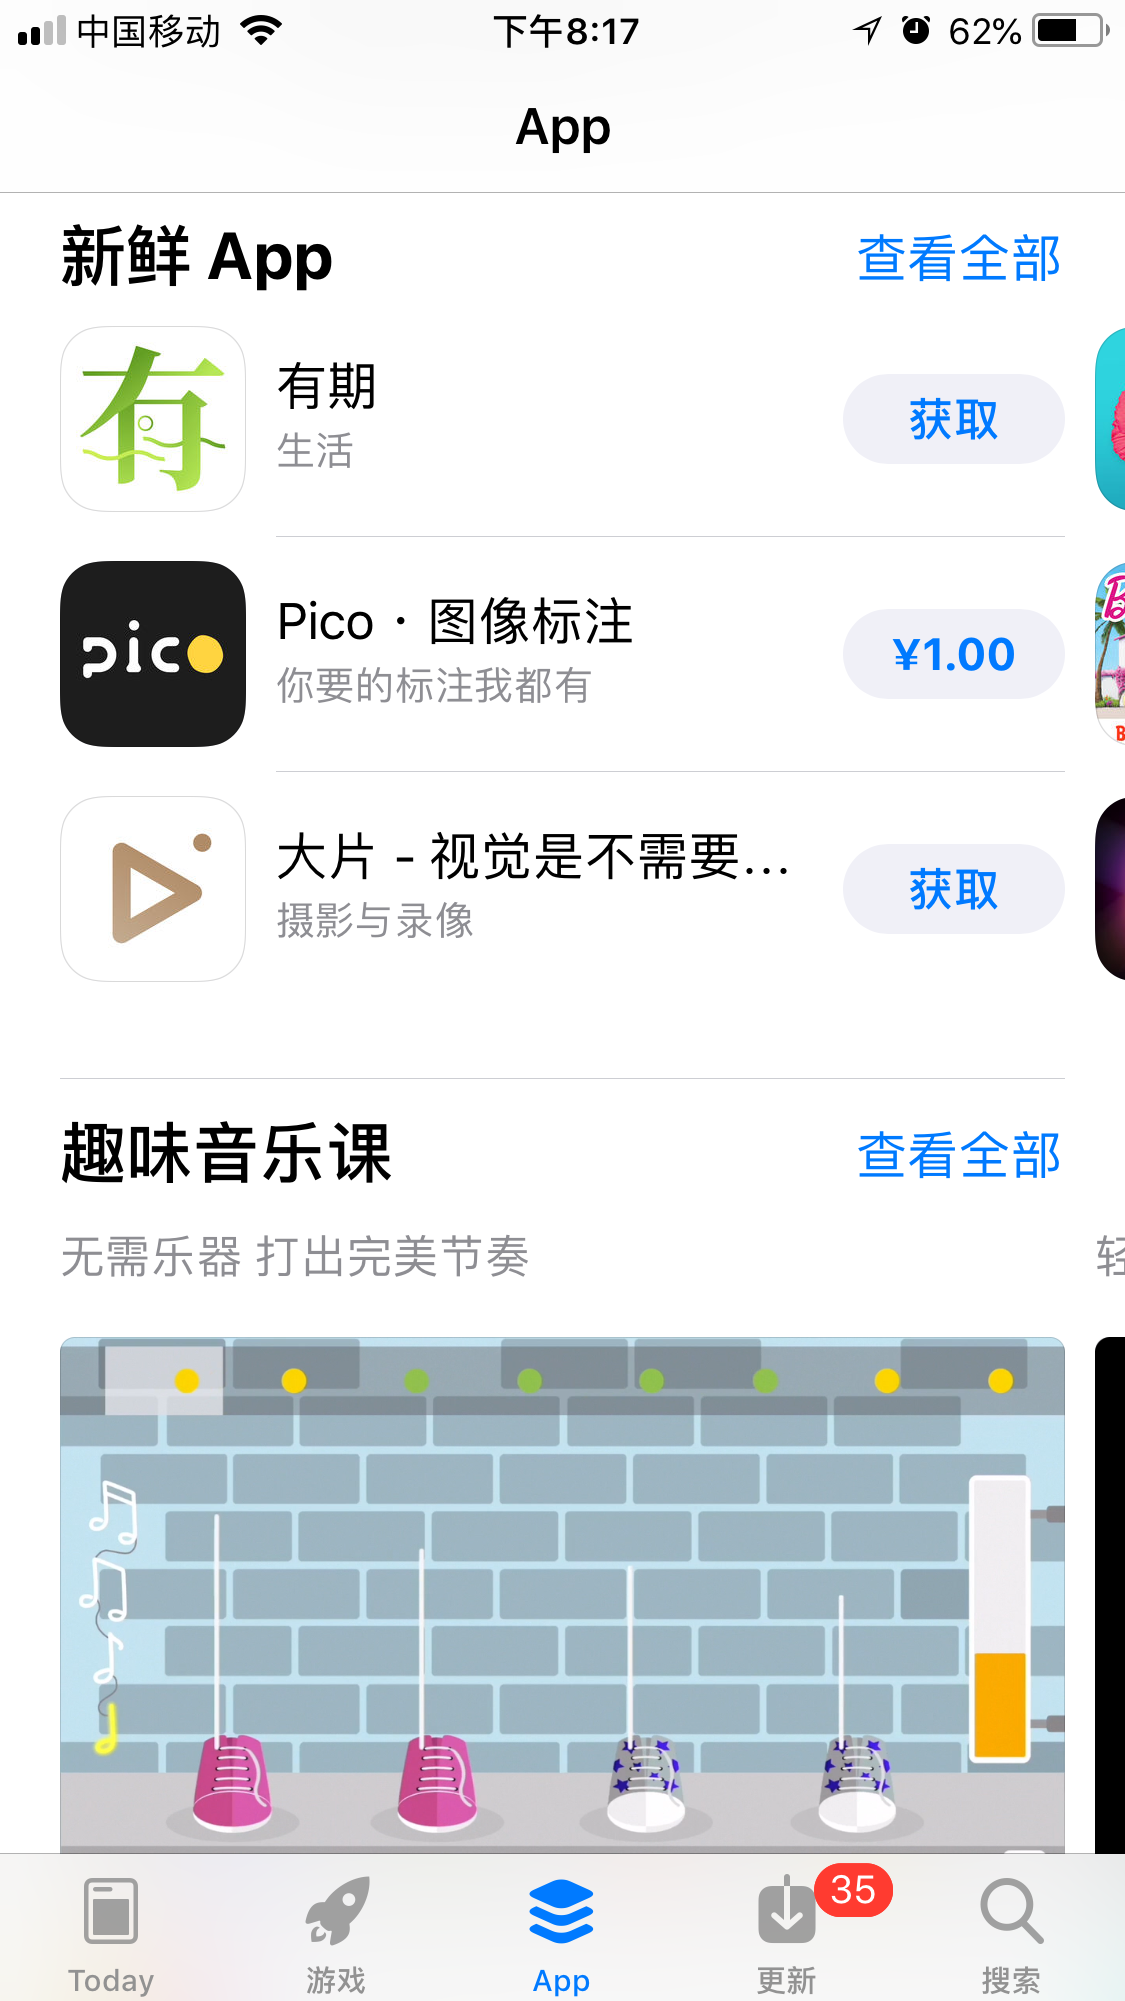 中国移动 下午8:17 62%
App
新鲜 App 查看全部
有
有期
生活
获取
pico
Pico · 图像标注
你要的标注我都有
¥1.00
大片 - 视觉是不需要...
摄影与录像
获取
趣味音乐课 查看全部
无需乐器 打出完美节奏
轻
Today 游戏 App 更新 35 搜索